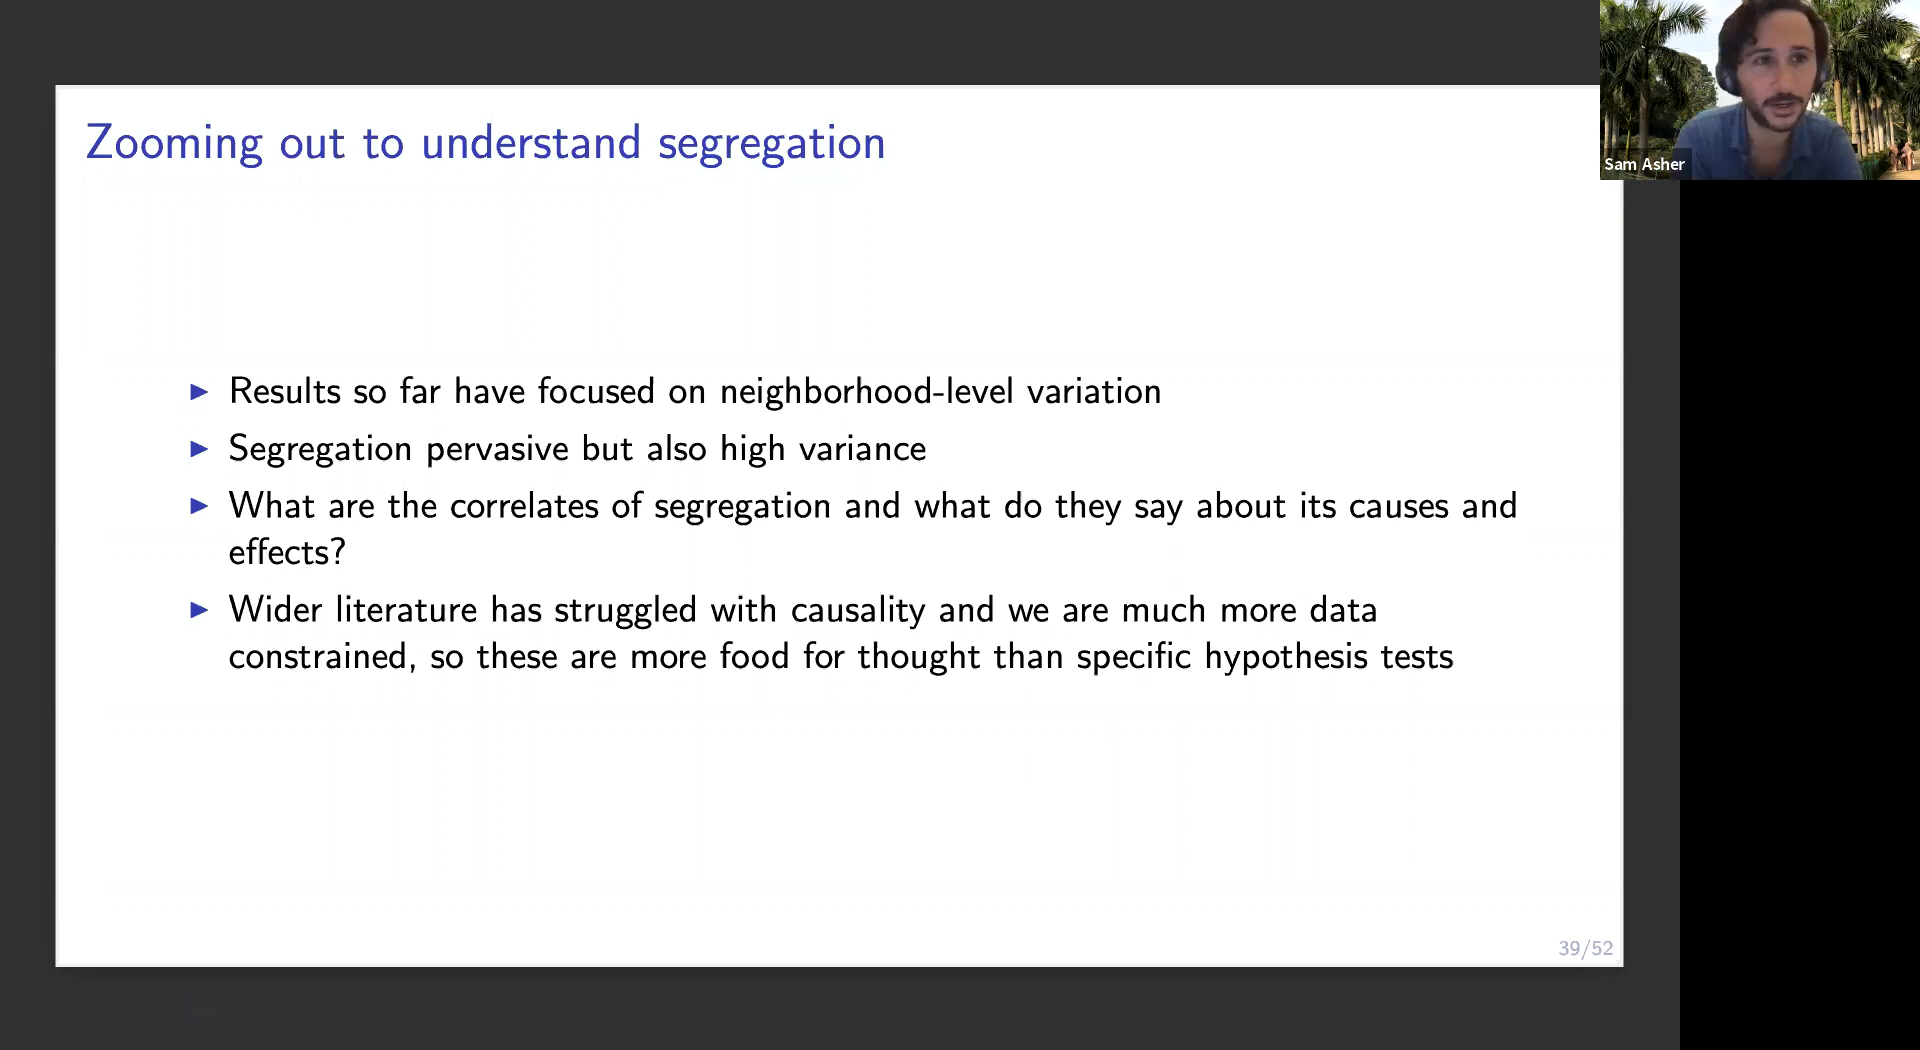 Zooming out to understand segregation
Sam Asher
▶ Results so far have focused on neighborhood-level variation
▶ Segregation pervasive but also high variance
▶ What are the correlates of segregation and what do they say about its causes and
effects?
▶ Wider literature has struggled with causality and we are much more data
constrained, so these are more food for thought than specific hypothesis tests
39/52